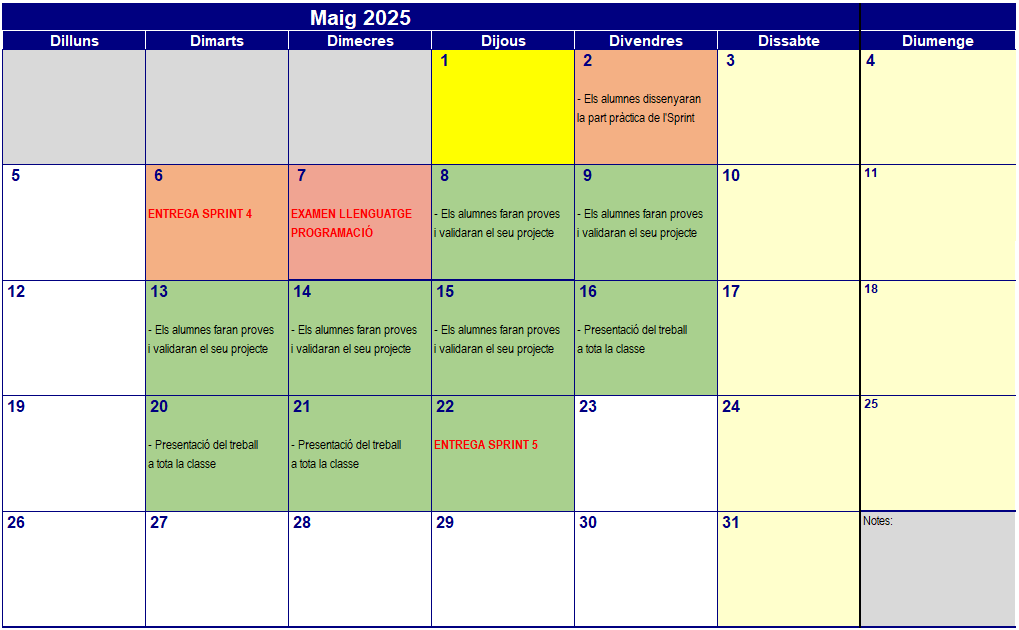 Maig 2025
Dilluns Dimarts Dimecres Dijous Divendres Dissabte Diumenge
1 2 3 4
- Els alumnes dissenyaran
la part pràctica de l'Sprint
5 6 7 8 9 10 11
ENTREGA SPRINT 4
EXAMEN LLENGUATGE
PROGRAMACIÓ
- Els alumnes faran proves
i validaran el seu projecte
- Els alumnes faran proves
i validaran el seu projecte
12 13 14 15 16 17 18
- Els alumnes faran proves
i validaran el seu projecte
- Els alumnes faran proves
i validaran el seu projecte
- Els alumnes faran proves
i validaran el seu projecte
- Presentació del treball
a tota la classe
19 20 21 22 23 24 25
- Presentació del treball
a tota la classe
- Presentació del treball
a tota la classe
ENTREGA SPRINT 5
26 27 28 29 30 31 Notes: